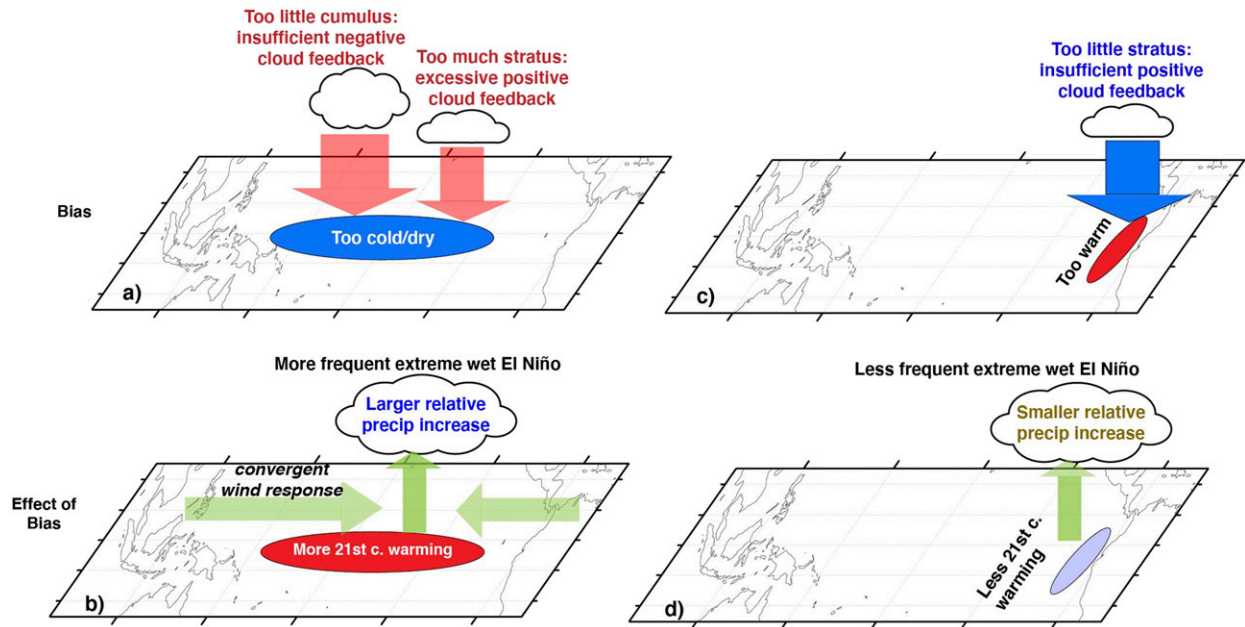 Too little cumulus:
insufficient negative
cloud feedback
Too much stratus:
excessive positive
cloud feedback
Bias
Too cold/dry
a)
Too little stratus:
insufficient positive
cloud feedback
Too warm
c)
More frequent extreme wet El Niño
Larger relative
precip increase
convergent
wind response
Effect of
Bias
More 21st c. warming
b)
Less frequent extreme wet El Niño
Smaller relative
precip increase
Less 21st c.
warming
d)